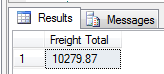 Results Messages
Freight Total
1 10279.87